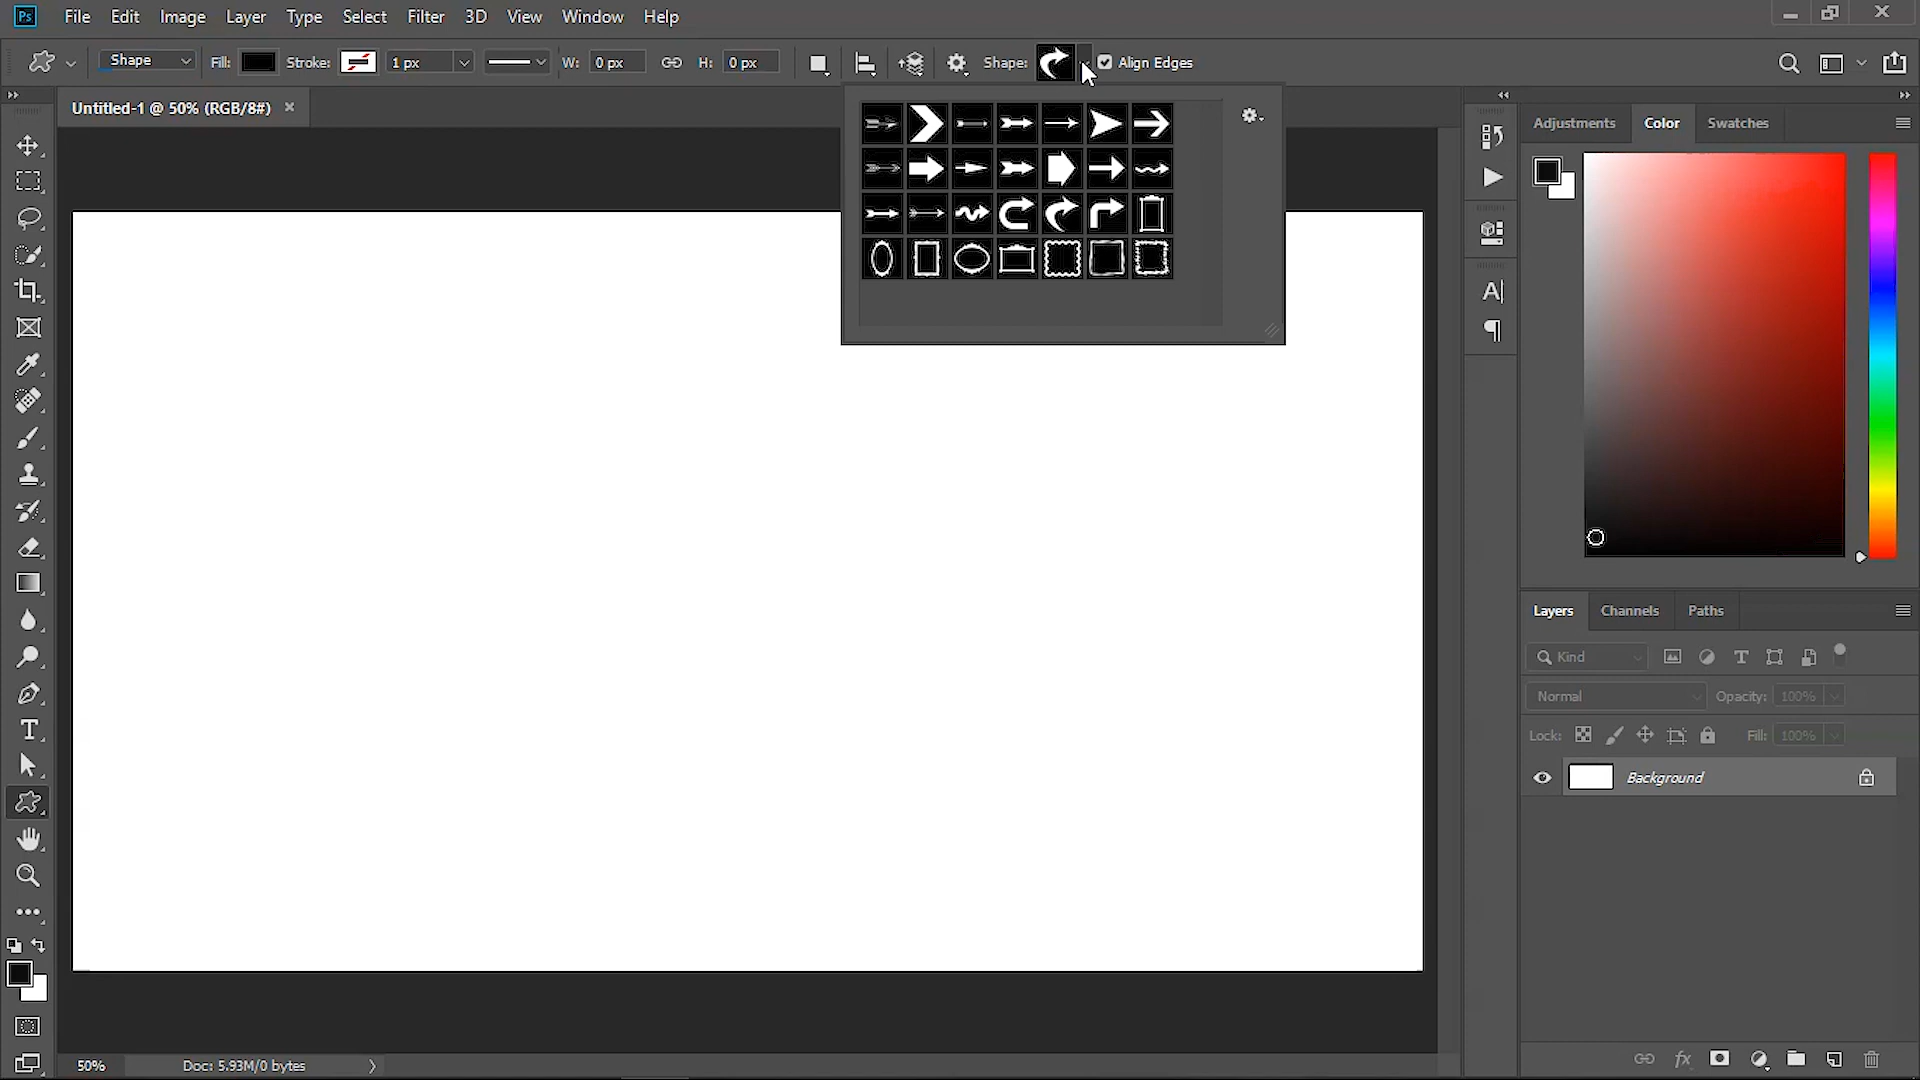 Ps File Edit Image Layer Type Select Filter 3D View Window Help
Shape Fill: Stroke: 1 px W: 0 px H: 0 px Shape: Align Edges
Untitled-1 @ 50% (RGB/8#)
Adjustments Color Swatches
Layers Channels Paths
Kind
Normal Opacity: 100%
Lock: Fill: 100%
Background
50% Doc: 5.93M/0 bytes